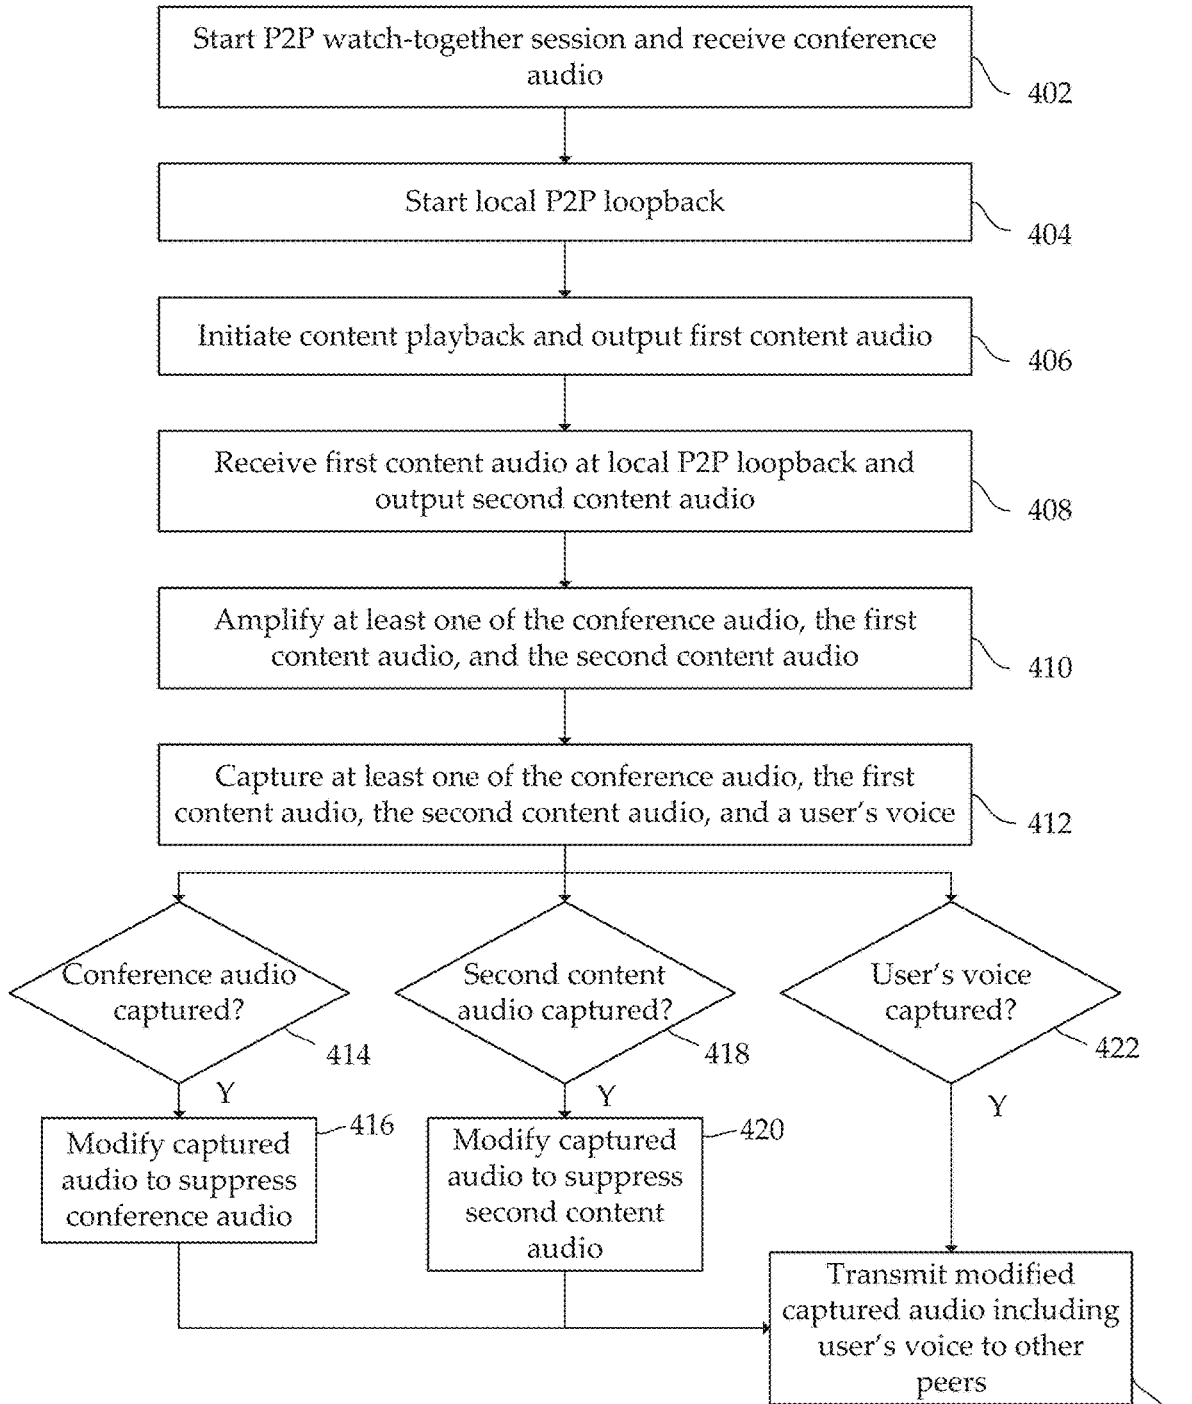 Start P2P watch-together session and receive conference
audio
402
Start local P2P loopback
404
Initiate content playback and output first content audio
406
Receive first content audio at local P2P loopback and
output second content audio
408
Amplify at least one of the conference audio, the first
content audio, and the second content audio
410
Capture at least one of the conference audio, the first
content audio, the second content audio, and a user's voice
412
Conference audio
captured?
414
Second content
audio captured?
418
User's voice
captured?
422
Y
Y
Y
Modify captured
audio to suppress
conference audio
416
Modify captured
audio to suppress
second content
audio
420
Transmit modified
captured audio including
user's voice to other
peers